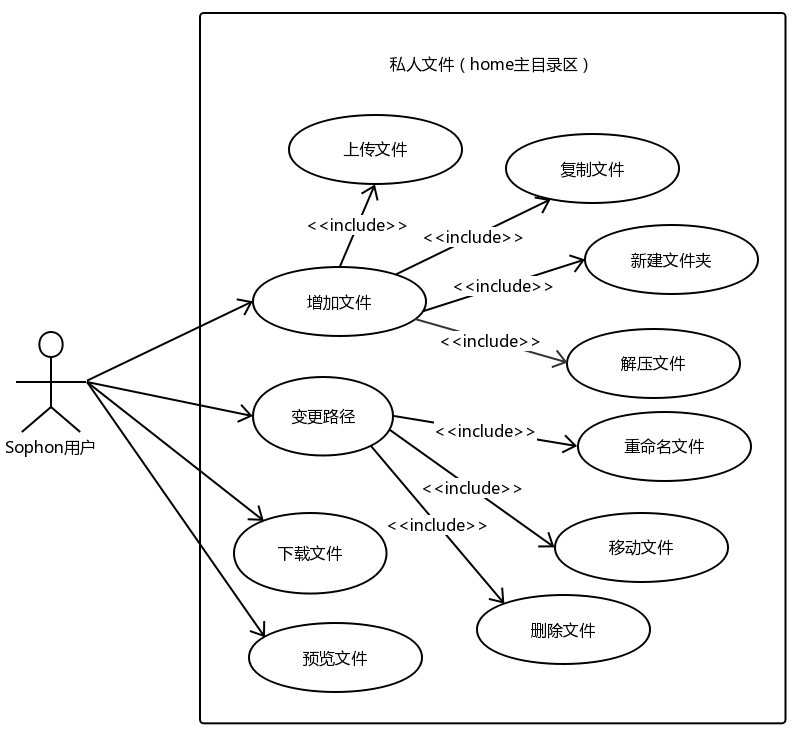 私人文件（home主目录区）
上传文件
复制文件
<<include>>
<<include>>
新建文件夹
<<include>>
增加文件
<<include>>
解压文件
变更路径
<<include>>
重命名文件
Sophon用户
<<include>>
<<include>>
移动文件
下载文件
删除文件
预览文件